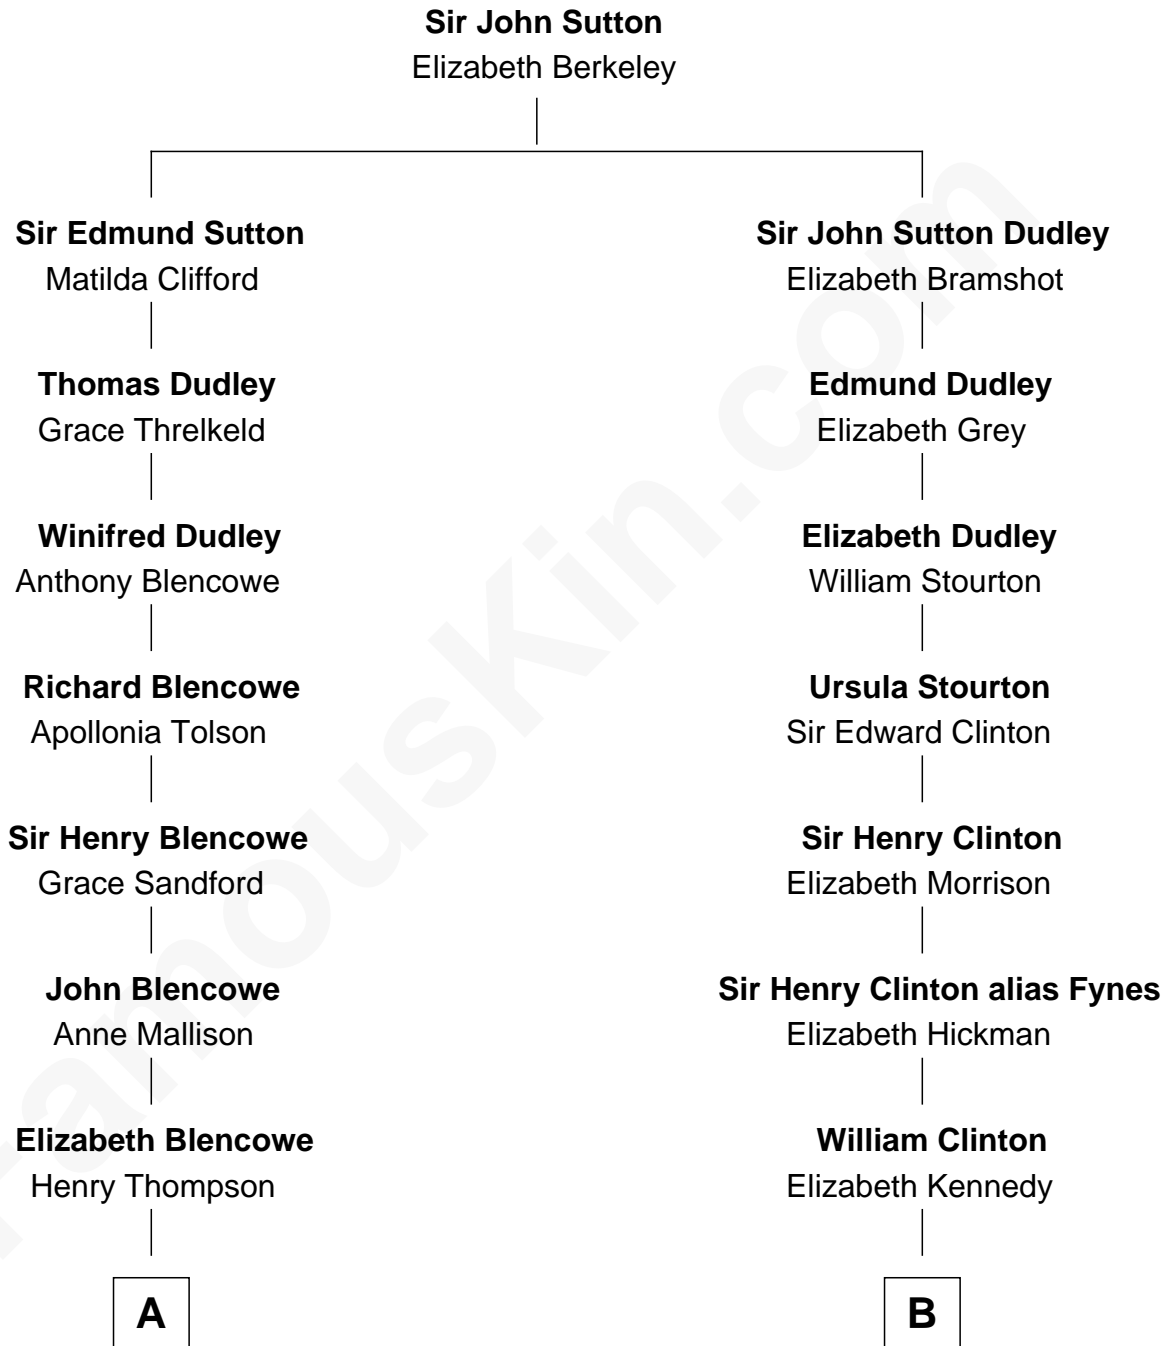 Sir John Sutton
Elizabeth Berkeley
Sir Edmund Sutton
Matilda Clifford
Thomas Dudley
Grace Threlkeld
Winifred Dudley
Anthony Blencowe
Richard Blencowe
Apollonia Tolson
Sir Henry Blencowe
Grace Sandford
John Blencowe
Anne Mallison
Elizabeth Blencowe
Henry Thompson
A
Sir John Sutton Dudley
Elizabeth Bramshot
Edmund Dudley
Elizabeth Grey
Elizabeth Dudley
William Stourton
Ursula Stourton
Sir Edward Clinton
Sir Henry Clinton
Elizabeth Morrison
Sir Henry Clinton alias Fynes
Elizabeth Hickman
William Clinton
Elizabeth Kennedy
B
FamousKin.com